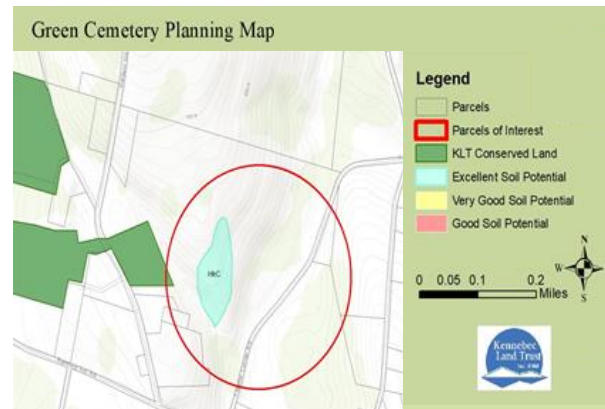 Green Cemetery Planning Map
Legend
Parcels
Parcels of Interest
KLT Conserved Land
Excellent Soil Potential
Very Good Soil Potential
Good Soil Potential
HrC
N
W
E
S
0 0.05 0.1 0.2
Miles
Kennebec
Land Trust